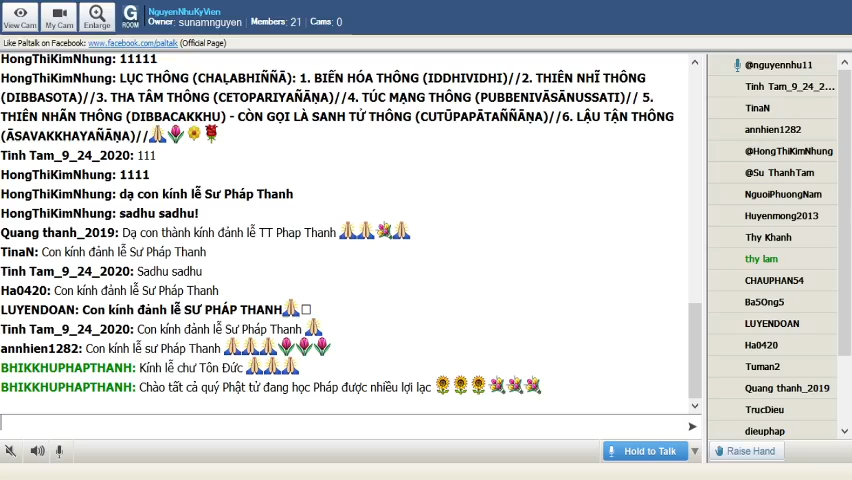 View Cam
My Cam
Enlarge
G
ROOM
NguyenNhuKyVien
Owner: sunamnguyen Members: 21 Cams: 0
Like Paltalk on Facebook: www.facebook.com/paltalk (Official Page)
HongThiKimNhung: 11111
HongThiKimNhung: LỤC THÔNG (CHAḶABHIÑÑĀ): 1. BIẾN HÓA THÔNG (IDDHIVIDHI)//2. THIÊN NHĨ THÔNG
(DIBBASOTA)//3. THA TÂM THÔNG (CETOPARIYAÑĀṆA)//4. TÚC MẠNG THÔNG (PUBBENIVĀSĀNUSSATI)// 5.
THIÊN NHÃN THÔNG (DIBBACAKKHU) - CÒN GỌI LÀ SANH TỬ THÔNG (CUTŪPAPĀTAÑÑĀṆA)//6. LẬU TẬN THÔNG
(ĀSAVAKKHAYAÑĀṆA)//
Tinh Tam_9_24_2020: 111
HongThiKimNhung: 1111
HongThiKimNhung: dạ con kính lễ Sư Pháp Thanh
HongThiKimNhung: sadhu sadhu!
Quang thanh_2019: Dạ con thành kính đảnh lễ TT Phap Thanh
TinaN: Con kính đảnh lễ Sư Pháp Thanh
Tinh Tam_9_24_2020: Sadhu sadhu
Ha0420: Con kính đảnh lễ Sư Pháp Thanh
LUYENDOAN: Con kính đảnh lễ SƯ PHÁP THANH
Tinh Tam_9_24_2020: Con kính đảnh lễ Sư Pháp Thanh
annhien1282: Con kính đảnh lễ sư Pháp Thanh
BHIKKHUPHAPTHANH: Kính lễ chư Tôn Đức
BHIKKHUPHAPTHANH: Chào tất cả quý Phật tử đang học Pháp được nhiều lợi lạc
Hold to Talk
@nguyennhu11
Tinh Tam_9_24_2...
TinaN
annhien1282
@HongThiKimNhung
@Su ThanhTam
NguoiPhuongNam
Huyenmong2013
Thy Khanh
thy lam
CHAUPHAN54
Ba5Ong5
LUYENDOAN
Ha0420
Tuman2
Quang thanh_2019
TrucDieu
dieuphap
Raise Hand